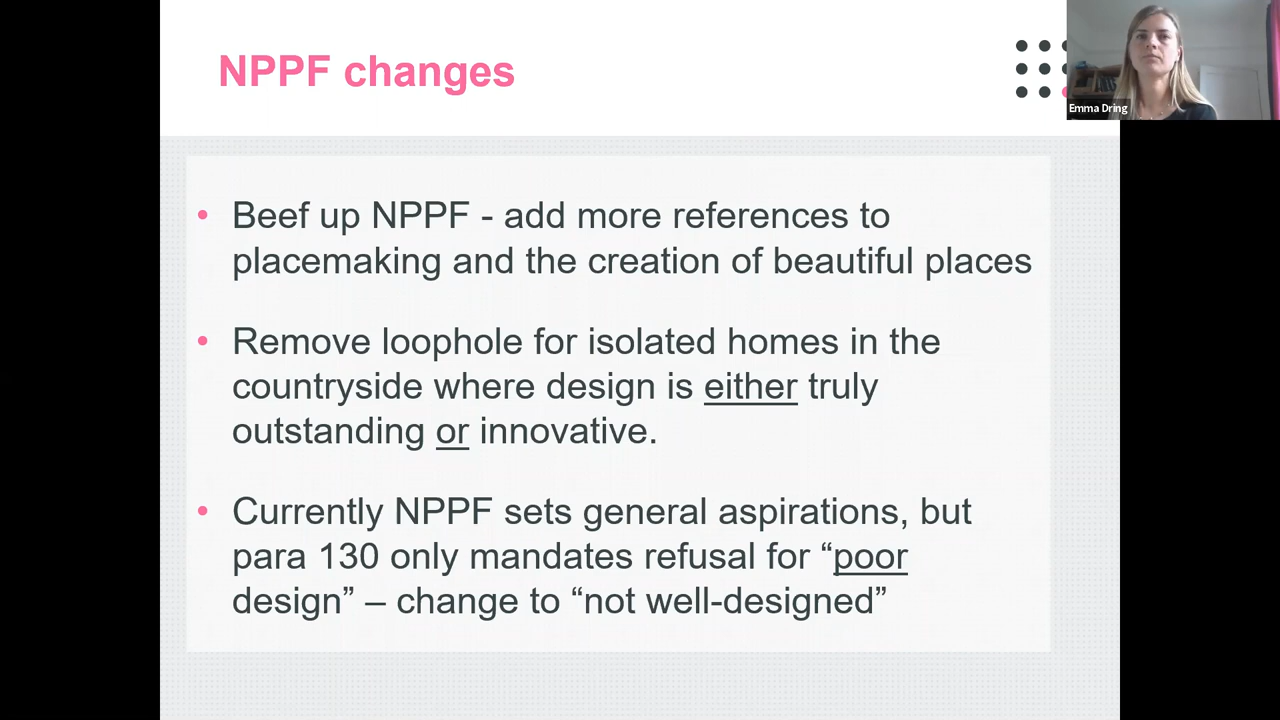 NPPF changes
Emma Dring
• Beef up NPPF - add more references to
placemaking and the creation of beautiful places
• Remove loophole for isolated homes in the
countryside where design is either truly
outstanding or innovative.
• Currently NPPF sets general aspirations, but
para 130 only mandates refusal for “poor
design” – change to “not well-designed”